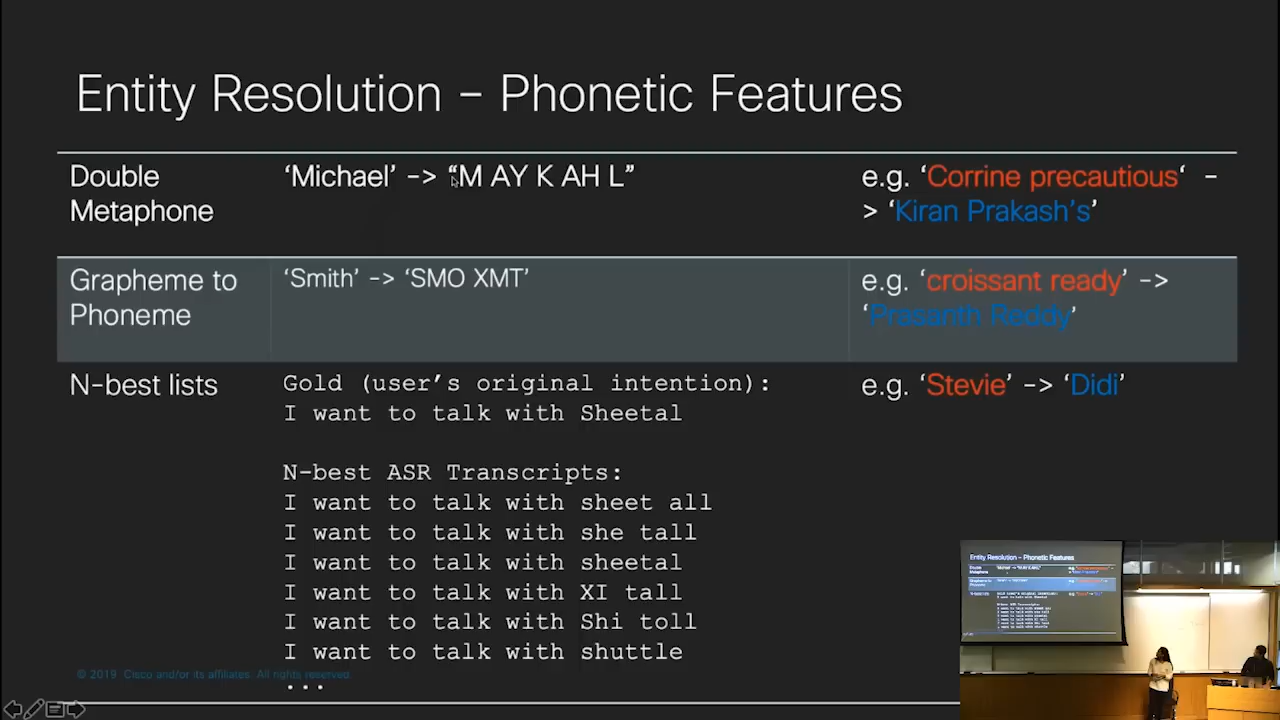 Entity Resolution – Phonetic Features
Double Metaphone
'Michael' -> "M AY K AH L"
e.g. 'Corrine precautious' –
> 'Kiran Prakash's'
Grapheme to
Phoneme
'Smith' -> 'SMO XMT'
e.g. 'croissant ready' ->
'Prasanth Reddy'
N-best lists
Gold (user's original intention):
I want to talk with Sheetal
N-best ASR Transcripts:
I want to talk with sheet all
I want to talk with she tall
I want to talk with sheetal
I want to talk with XI tall
I want to talk with Shi toll
I want to talk with shuttle
...
e.g. 'Stevie' -> 'Didi'
© 2019 Cisco and/or its affiliates. All rights reserved.
Entity Resolution – Phonetic Features